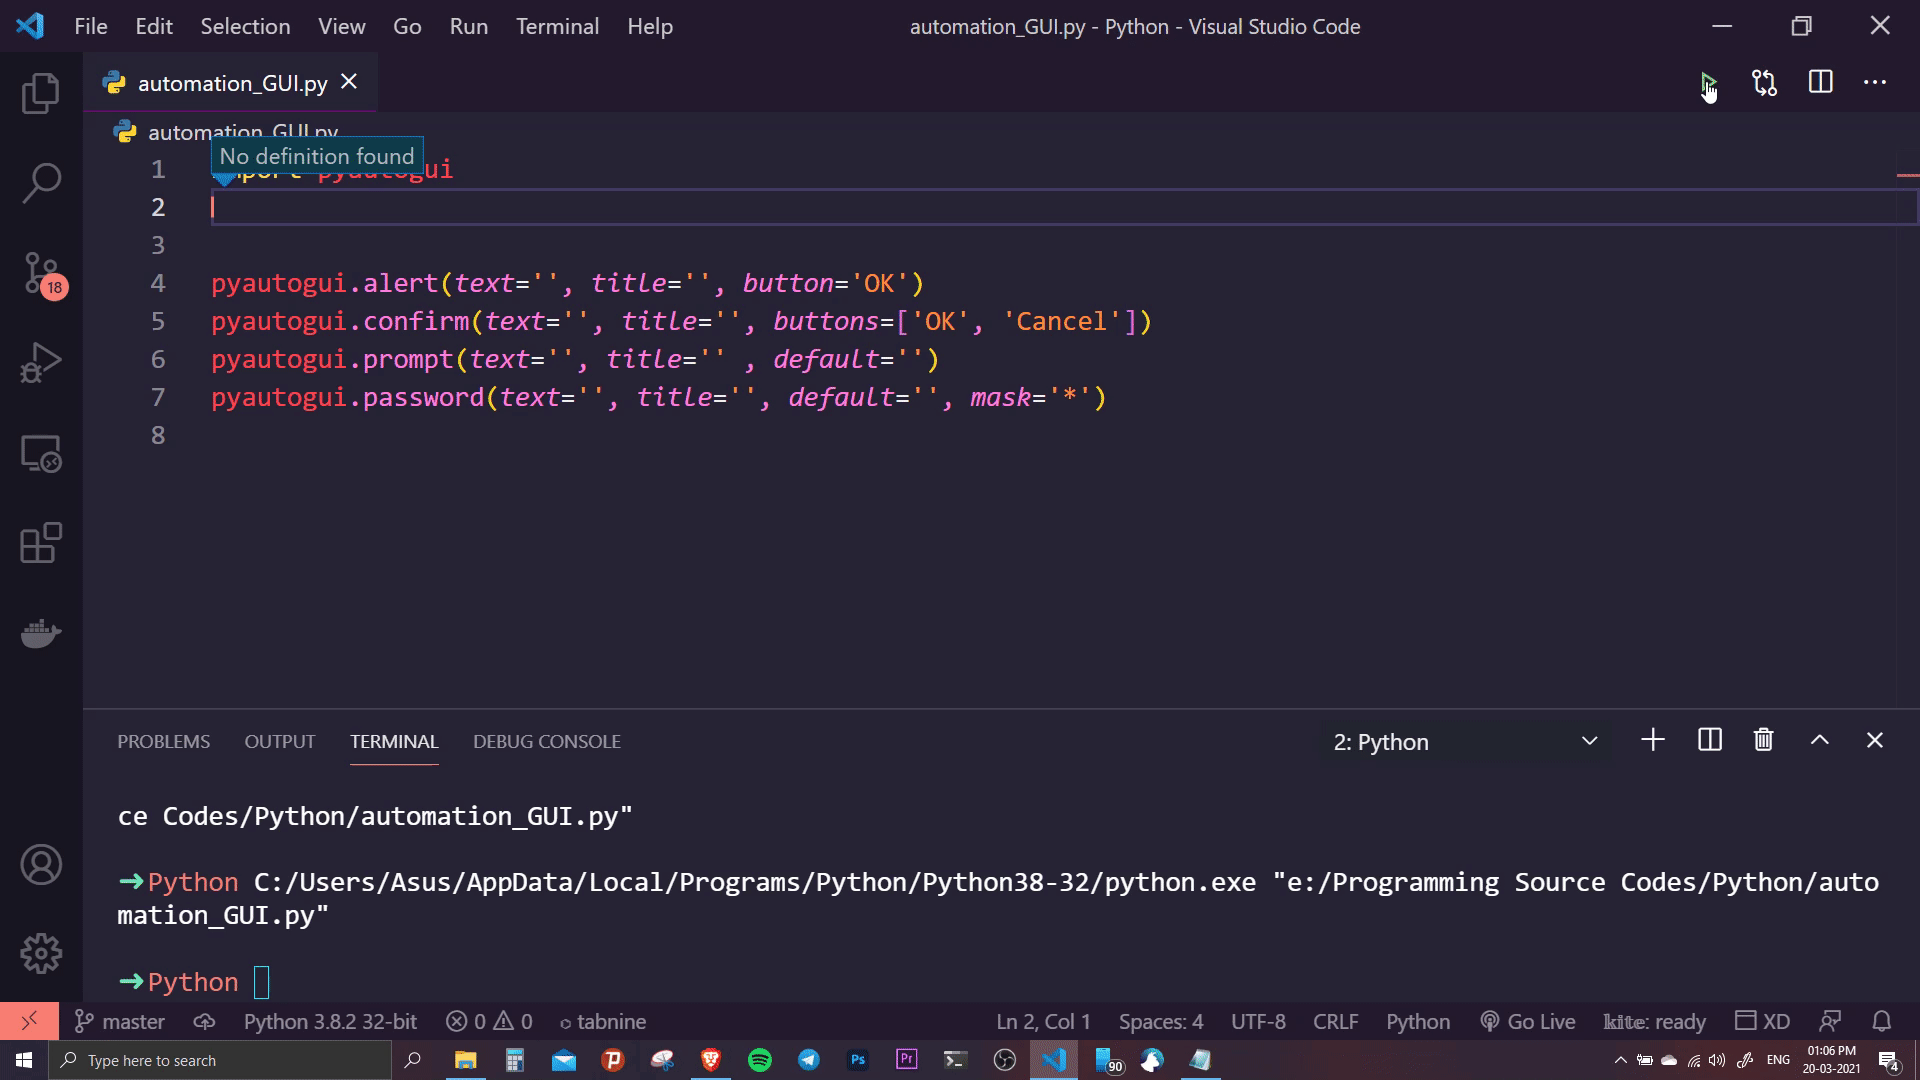 File Edit Selection View Go Run Terminal Help
automation_GUI.py - Python - Visual Studio Code
automation_GUI.py
automation_GUI.py
No definition found
1 import pyautogui
2
3
4 pyautogui.alert(text='', title='', button='OK')
5 pyautogui.confirm(text='', title='', buttons=['OK', 'Cancel'])
6 pyautogui.prompt(text='', title='' , default='')
7 pyautogui.password(text='', title='', default='', mask='*')
8
18
PROBLEMS OUTPUT TERMINAL DEBUG CONSOLE
2: Python
ce Codes/Python/automation_GUI.py"
➜Python C:/Users/Asus/AppData/Local/Programs/Python/Python38-32/python.exe "e:/Programming Source Codes/Python/auto
mation_GUI.py"
➜Python
master Python 3.8.2 32-bit 0 0 tabnine Ln 2, Col 1 Spaces: 4 UTF-8 CRLF Python Go Live kite: ready XD
Type here to search
Ps Pr 90
ENG
01:06 PM
20-03-2021
4